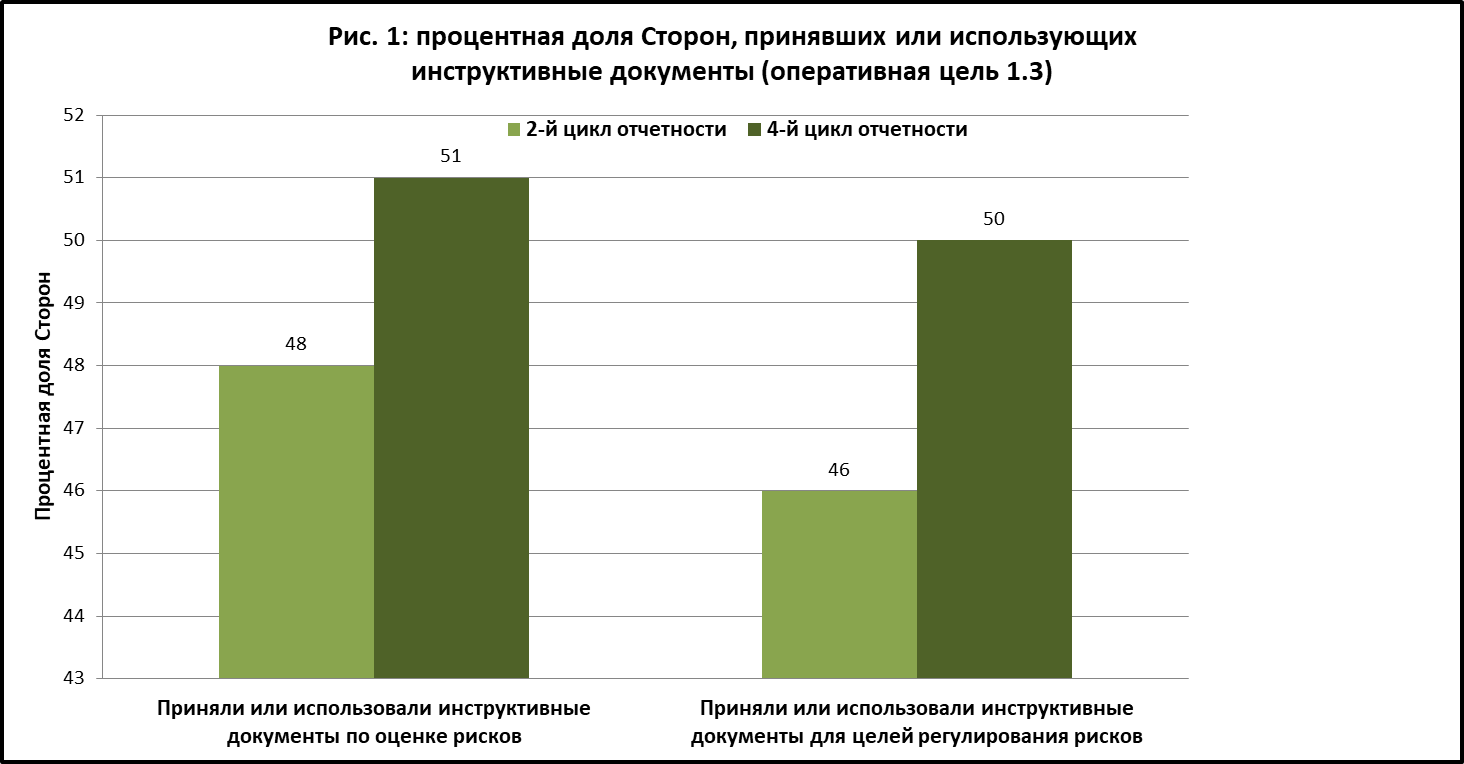 Рис. 1: процентная доля Сторон, принявших или использующих
инструктивные документы (оперативная цель 1.3)
52
2-й цикл отчетности
4-й цикл отчетности
51
51
50
50
49
48
48
47
46
46
45
44
43
Процентная доля Сторон
Приняли или использовали инструктивные
документы по оценке рисков
Приняли или использовали инструктивные
документы для целей регулирования рисков